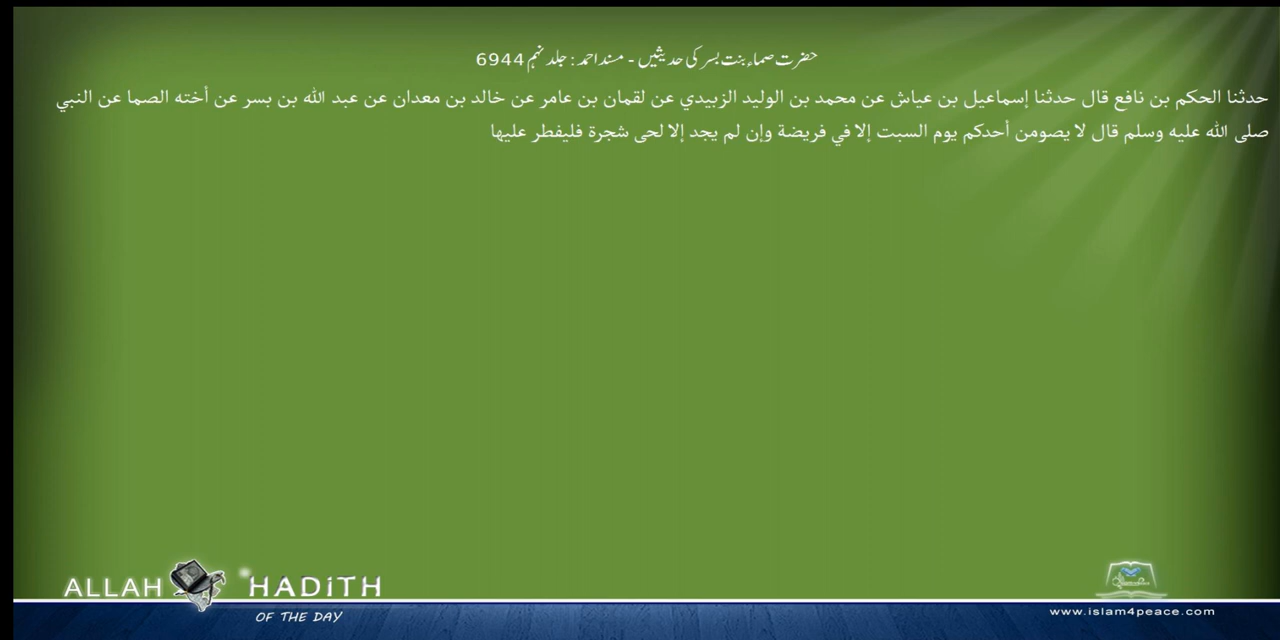 حضرت صماء بنت بسر کی حدیثیں - مسند احمد : جلد نہم 6944
حدثنا الحكم بن نافع قال حدثنا إسماعيل بن عياش عن محمد بن الوليد الزبيدي عن لقمان بن عامر عن خالد بن معدان عن عبد الله بن بسر عن أخته الصما عن النبي
صلى الله عليه وسلم قال لا يصومن أحدكم يوم السبت إلا في فريضة وإن لم يجد إلا لحى شجرة فليفطر عليها
ALLAH HADITH
OF THE DAY
www.islam4peace.com